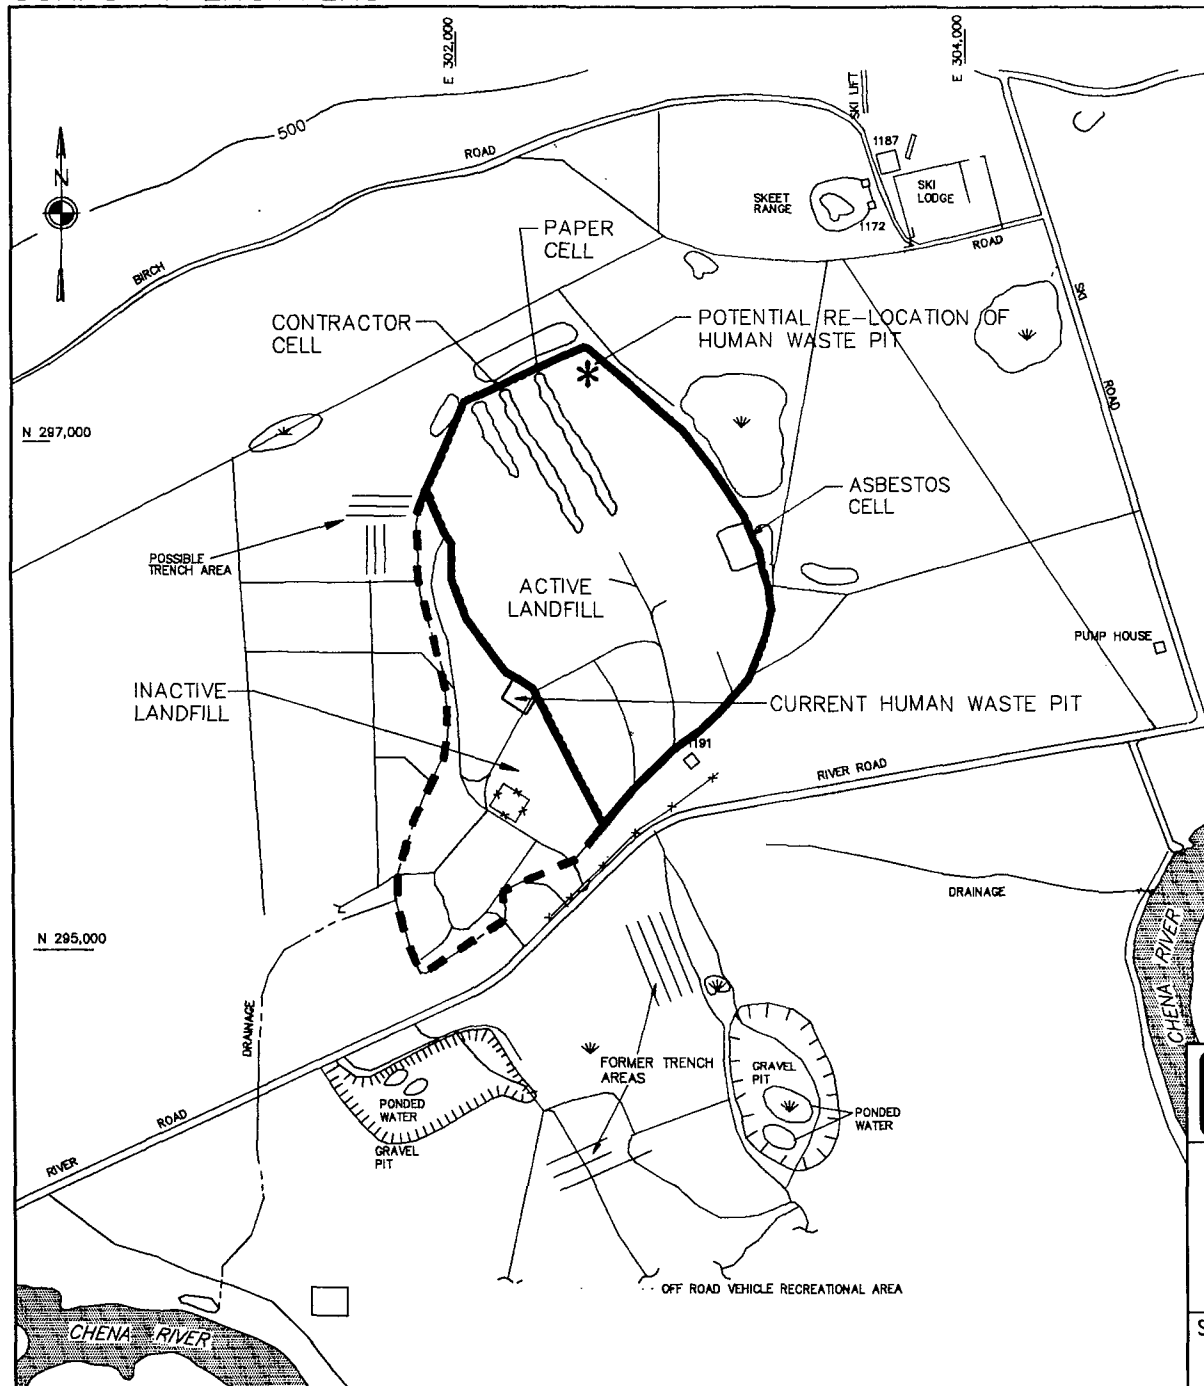 E 302,000
E 304,000
500
ROAD
SKI LIFT
1187
N
SKEET
RANGE
SKI
LODGE
1172
PAPER
CELL
ROAD
BIRCH
SKI
CONTRACTOR
CELL
POTENTIAL RE-LOCATION OF
HUMAN WASTE PIT
ROAD
N 297,000
ASBESTOS
CELL
POSSIBLE
TRENCH AREA
ACTIVE
LANDFILL
PUMP HOUSE
INACTIVE
LANDFILL
CURRENT HUMAN WASTE PIT
1191
RIVER ROAD
DRAINAGE
N 295,000
CHENA RIVER
DRAINAGE
FORMER TRENCH
AREAS
GRAVEL
PIT
PONDED
WATER
PONDED
WATER
ROAD
GRAVEL
PIT
RIVER
OFF ROAD VEHICLE RECREATIONAL AREA
CHENA RIVER